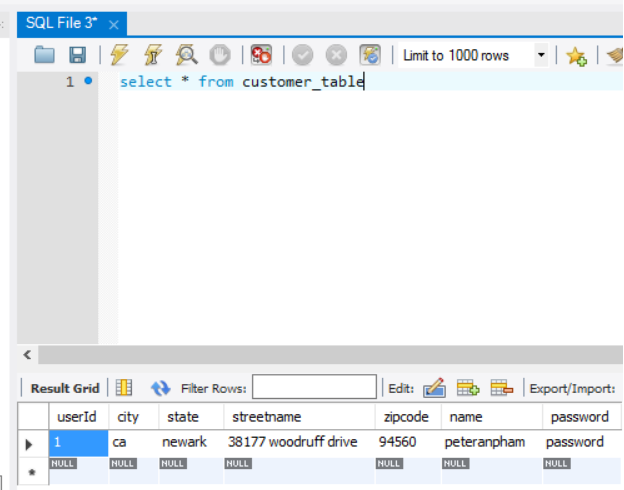 SQL File 3* ×
Limit to 1000 rows
1 select * from customer_table
Result Grid Filter Rows: Edit: Export/Import:
userId city state streetname zipcode name password
1 ca newark 38177 woodruff drive 94560 peteranpham password
NULL NULL NULL NULL NULL NULL NULL